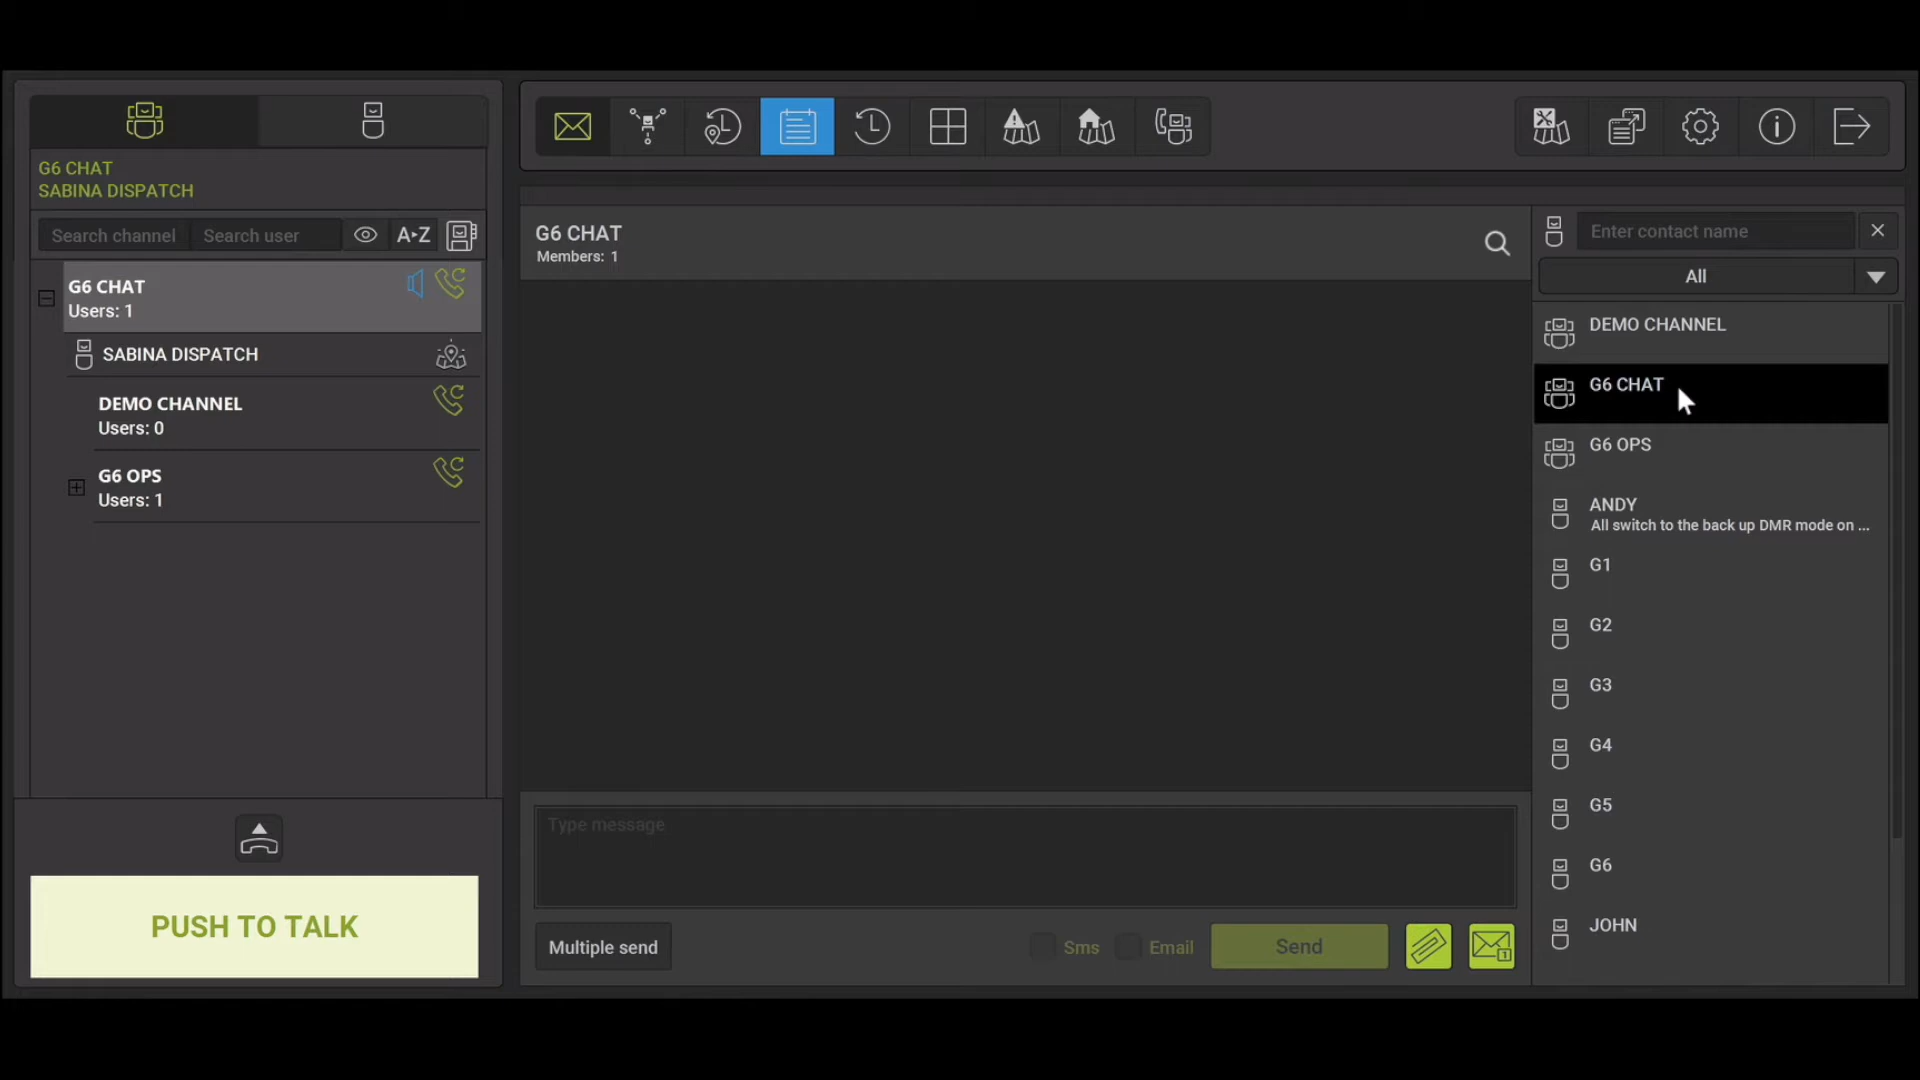 G6 CHAT
SABINA DISPATCH
Search channel
Search user
A▸Z
G6 CHAT
Users: 1
SABINA DISPATCH
DEMO CHANNEL
Users: 0
G6 OPS
Users: 1
PUSH TO TALK
G6 CHAT
Members: 1
Type message
Multiple send
Sms
Email
Send
1
Enter contact name
All
DEMO CHANNEL
G6 CHAT
G6 OPS
ANDY
All switch to the back up DMR mode on ...
G1
G2
G3
G4
G5
G6
JOHN